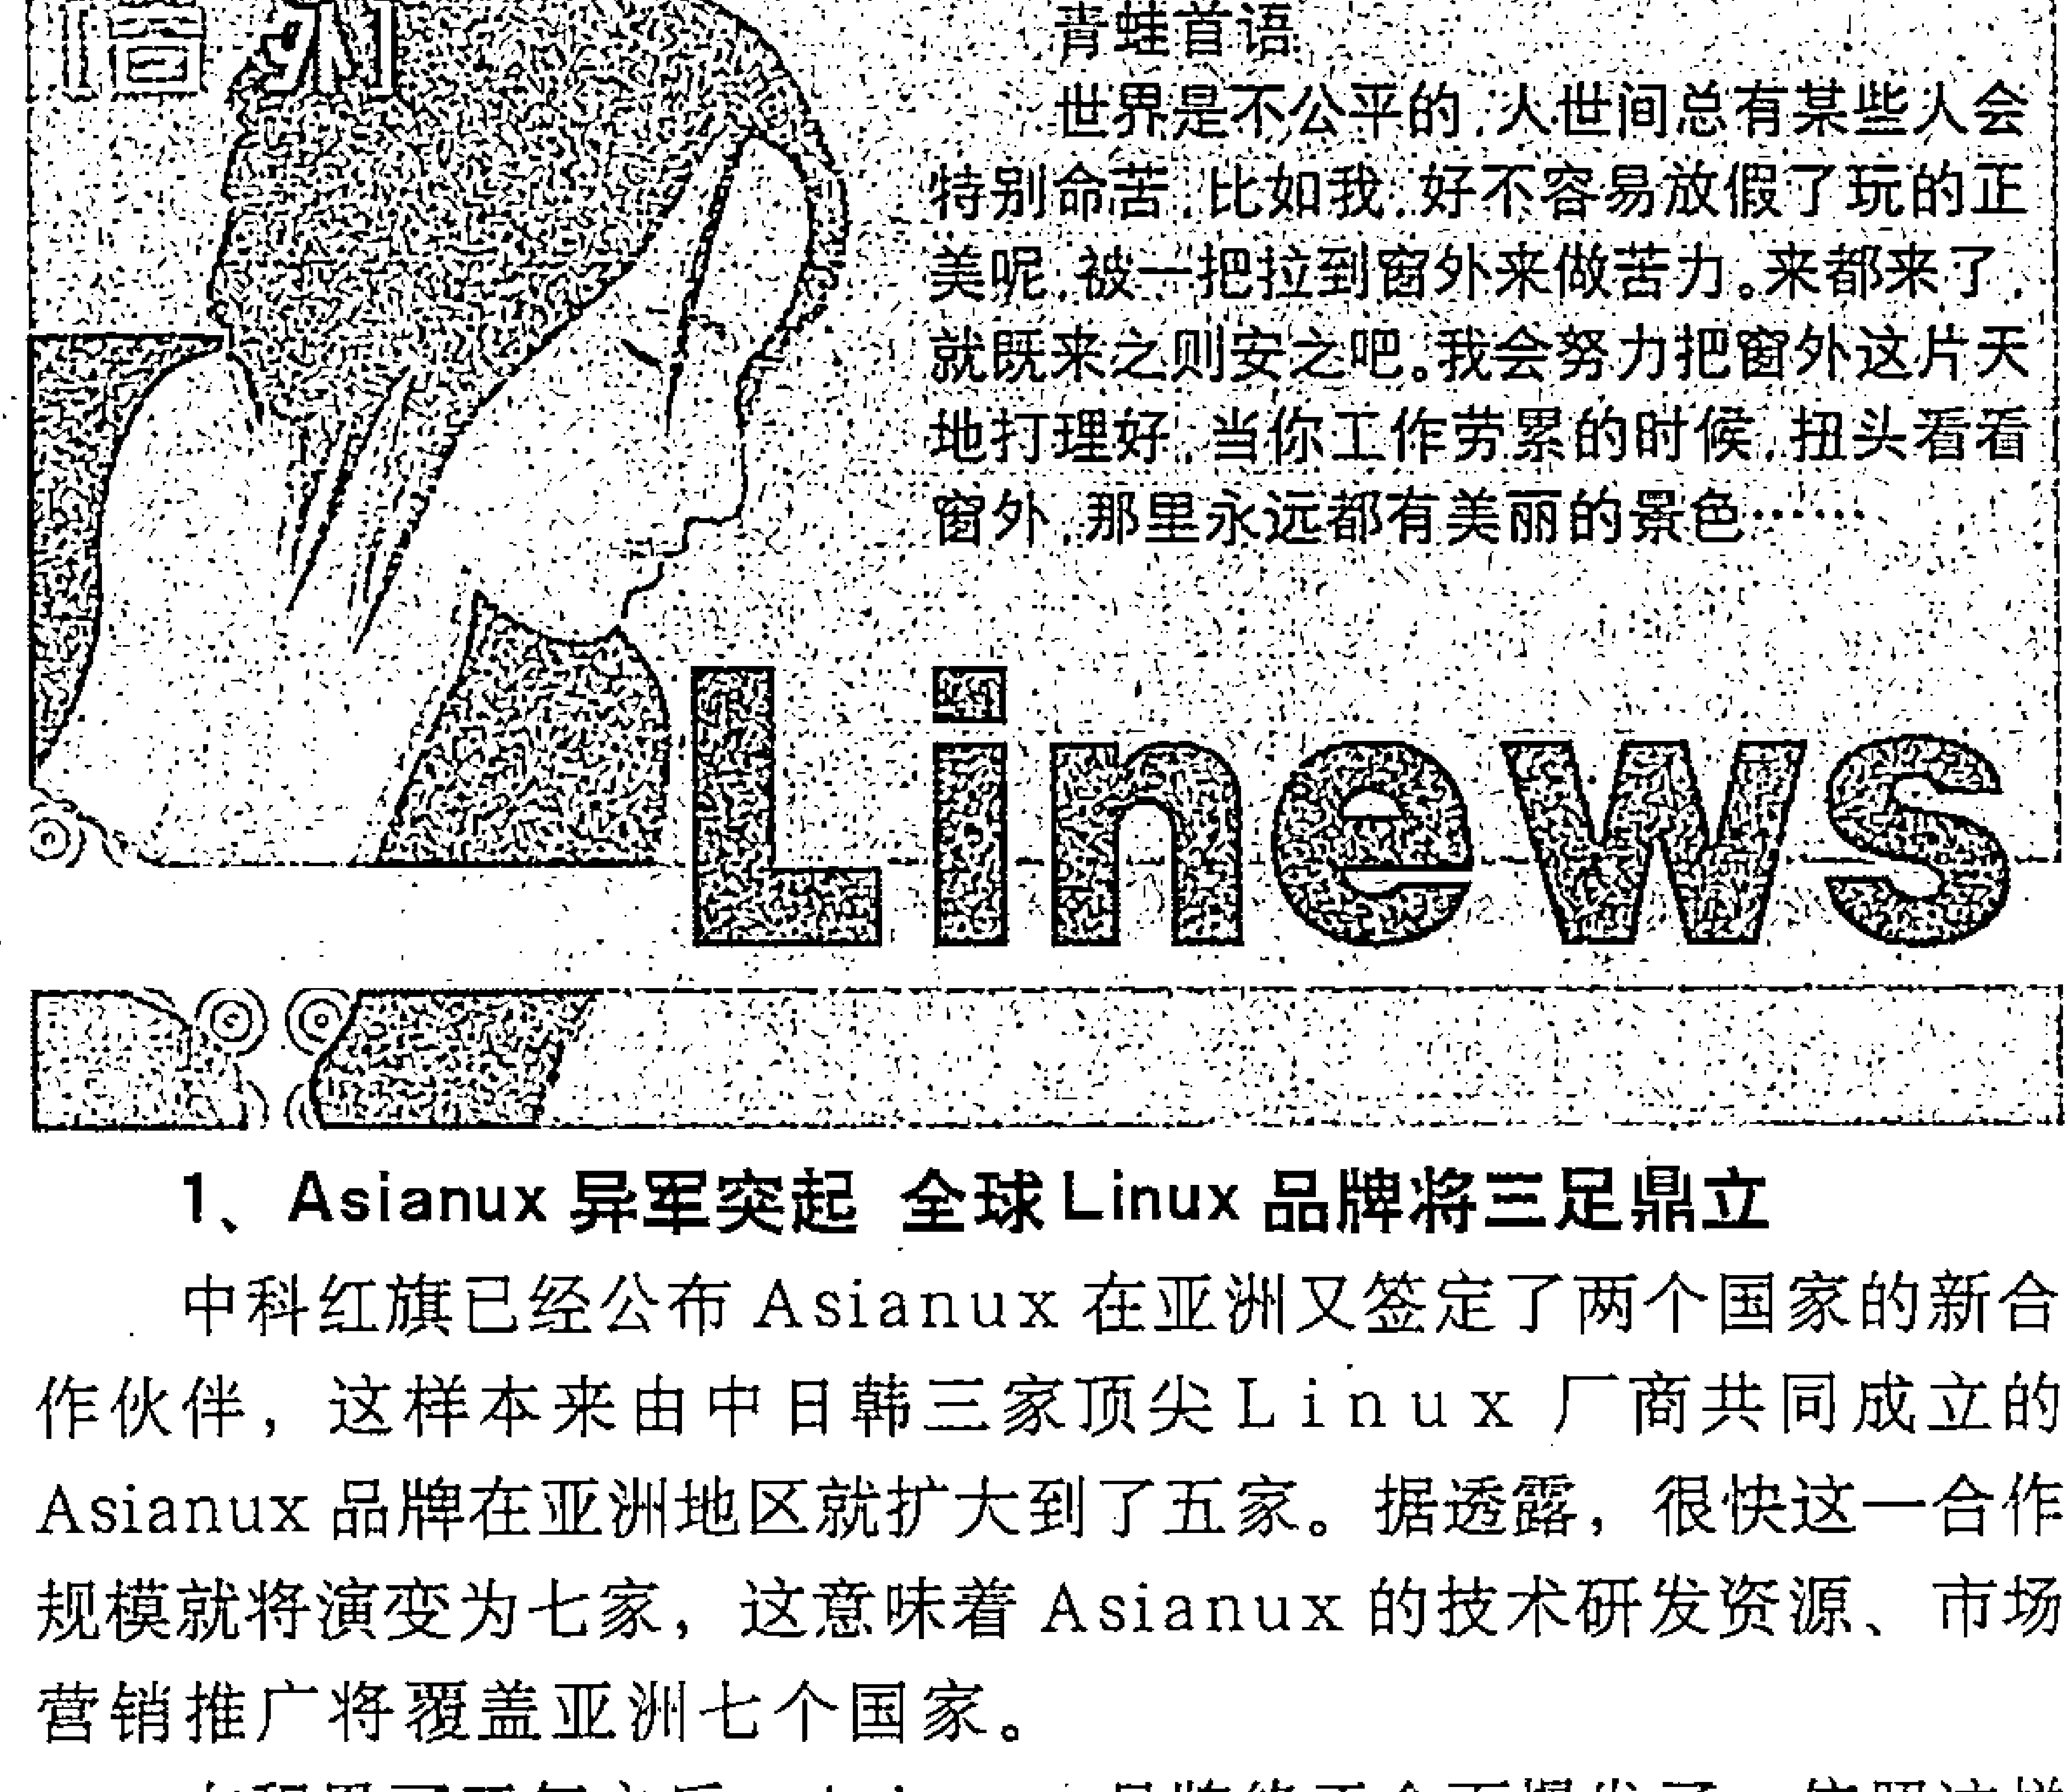 窗外
青蛙首语
世界是不公平的,人世间总有某些人会
特别命苦,比如我,好不容易放假了玩的正
美呢,被一把拉到窗外来做苦力。来都来了,
就既来之则安之吧。我会努力把窗外这片天
地打理好,当你工作劳累的时候,扭头看看
窗外,那里永远都有美丽的景色……
Linews
1、Asianux 异军突起 全球Linux 品牌将三足鼎立
中科红旗已经公布 Asianux 在亚洲又签定了两个国家的新合
作伙伴，这样本来由中日韩三家顶尖Linux 厂商共同成立的
Asianux 品牌在亚洲地区就扩大到了五家。据透露，很快这一合作
规模就将演变为七家，这意味着 Asianux 的技术研发资源、市场
营销推广将覆盖亚洲七个国家。